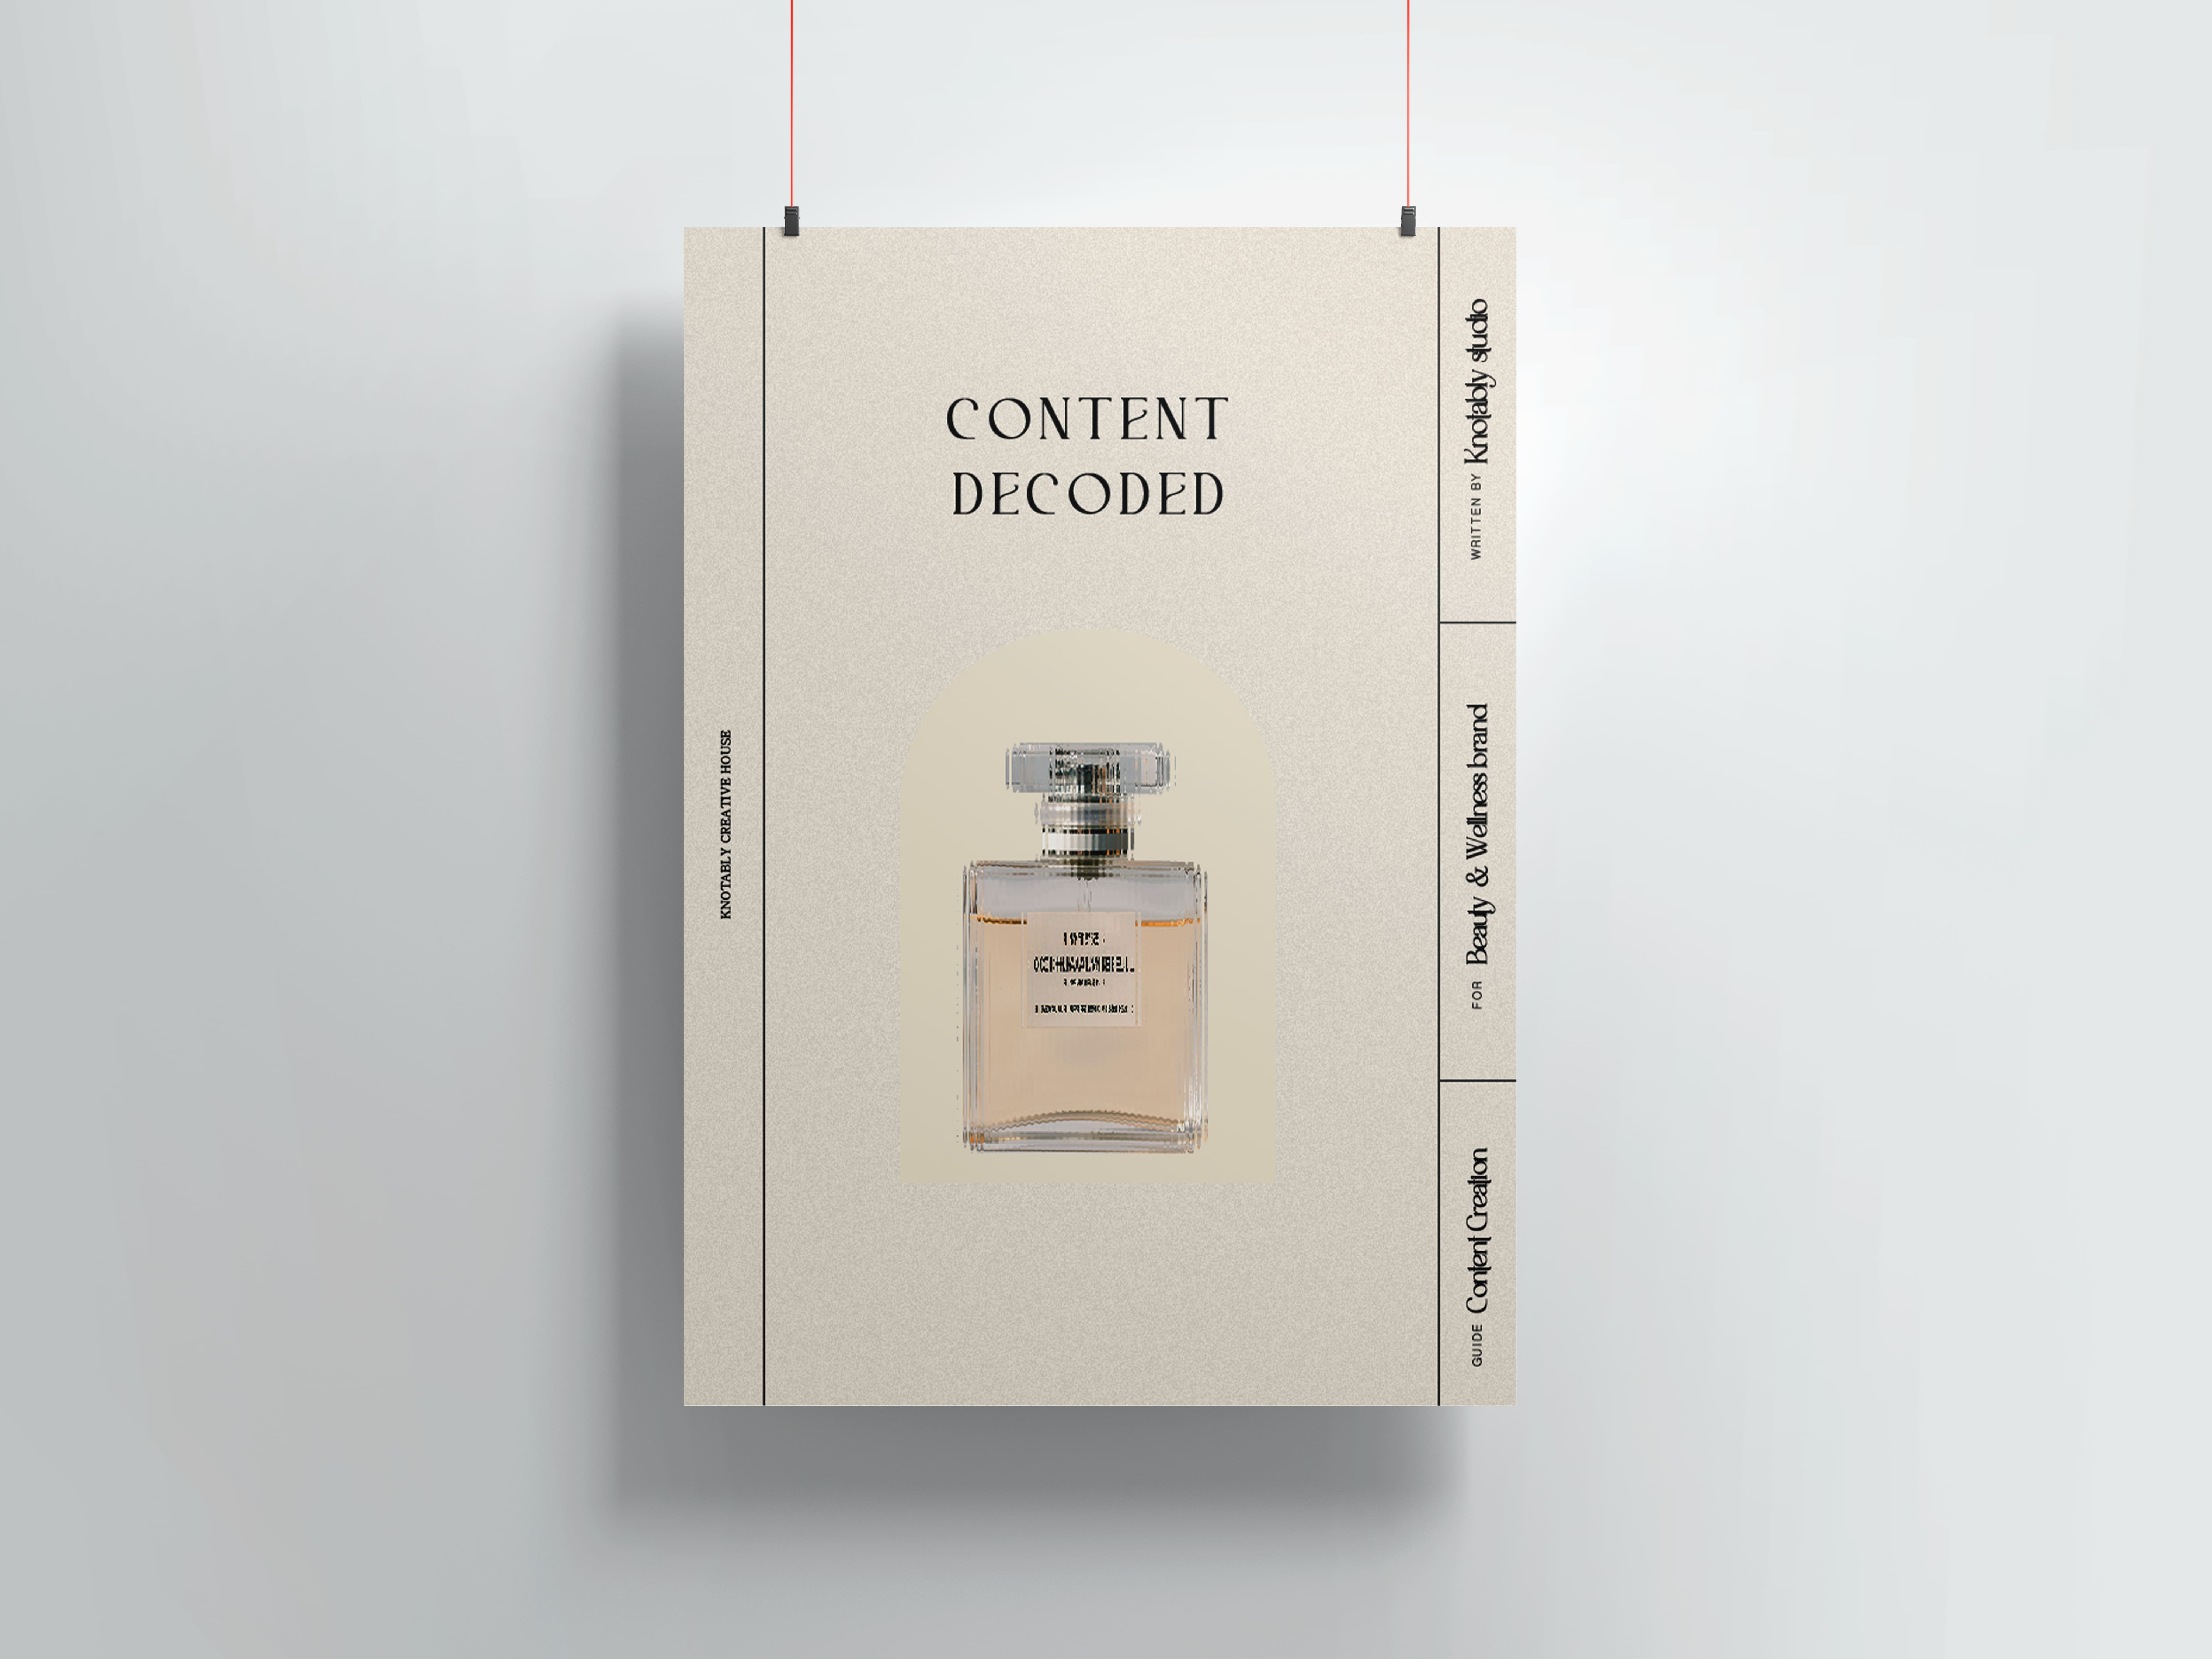 CONTENT
DECODED
KNOTABLY CREATIVE HOUSE
WRITTEN BY Knotably studio
FOR Beauty & Wellness brand
GUIDE Content Creation